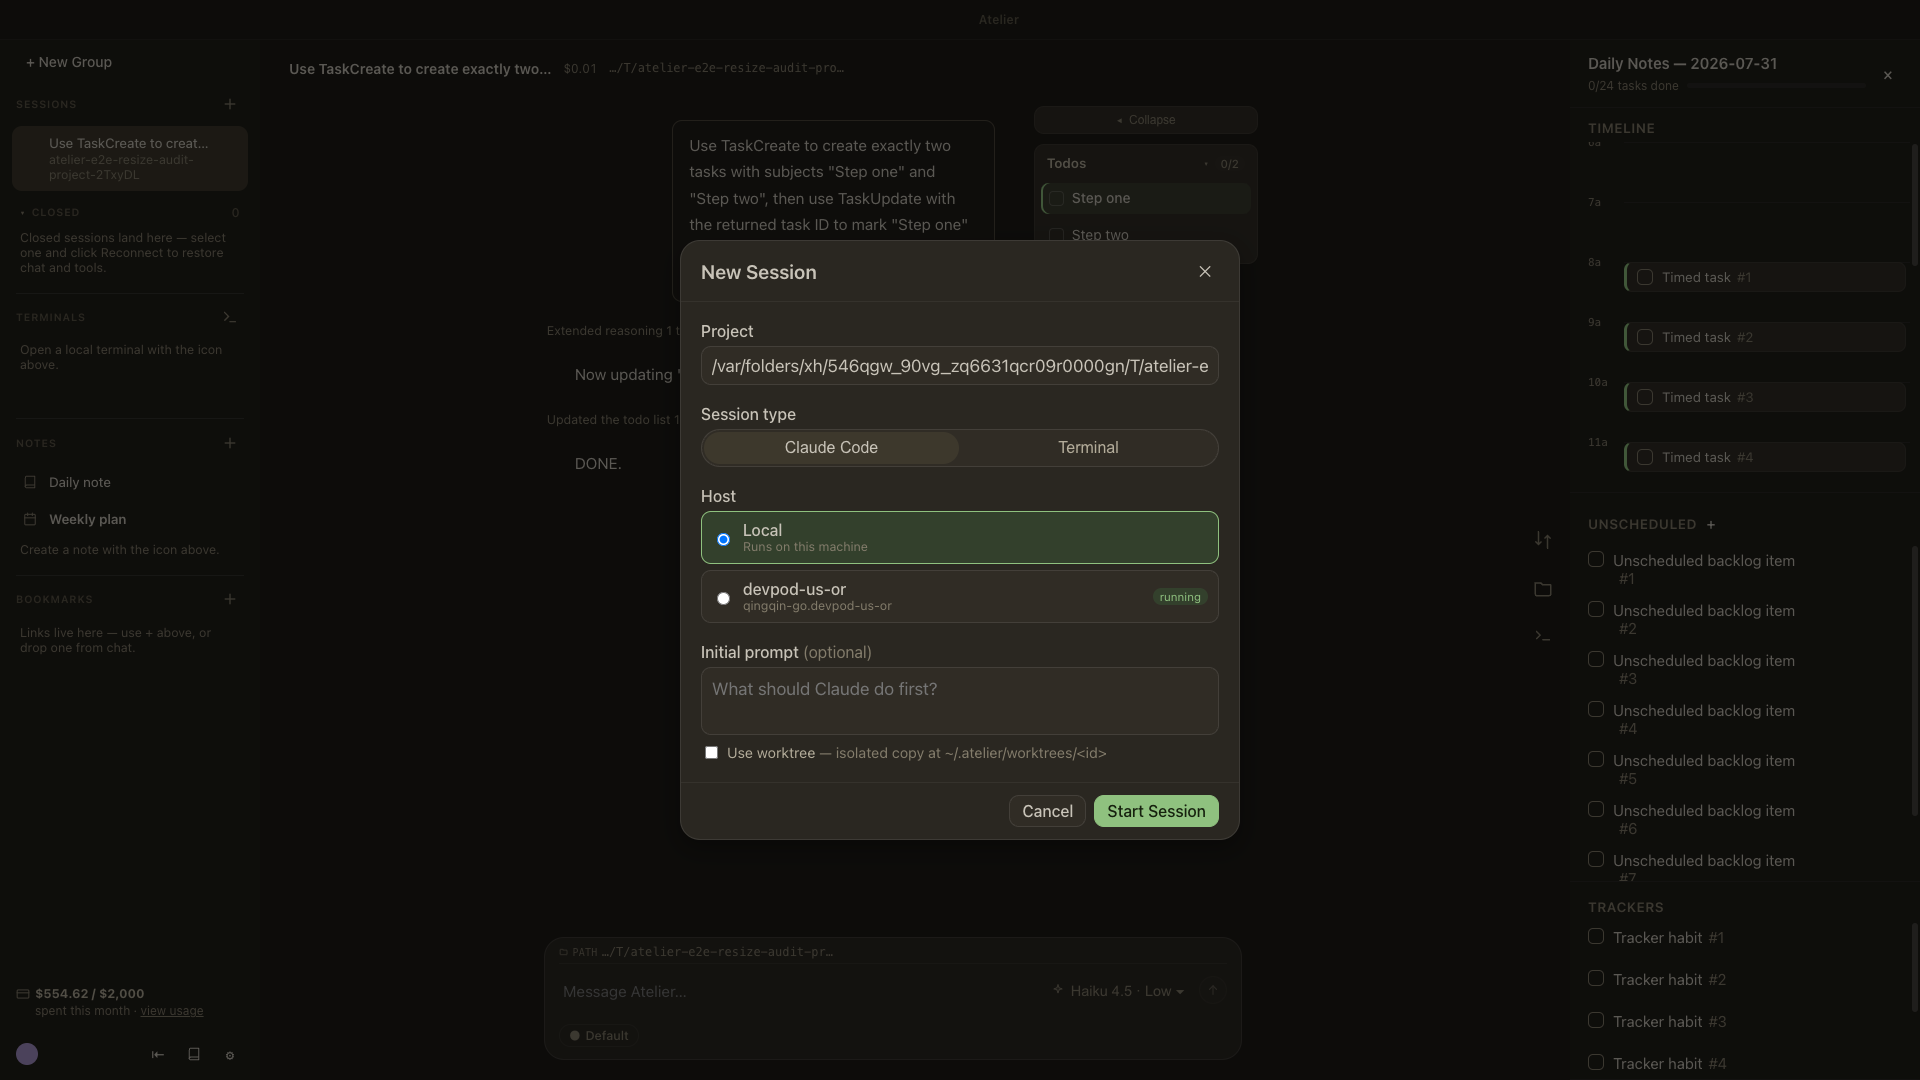 Atelier
+ New Group
SESSIONS
Use TaskCreate to creat...
atelier-e2e-resize-audit-
project-2TxyDL
CLOSED 0
Closed sessions land here — select
one and click Reconnect to restore
chat and tools.
TERMINALS
Open a local terminal with the icon
above.
NOTES
Daily note
Weekly plan
Create a note with the icon above.
BOOKMARKS
Links live here — use + above, or
drop one from chat.
$554.62 / $2,000
spent this month · view usage
Use TaskCreate to create exactly two... $0.01 …/T/atelier-e2e-resize-audit-pro…
Use TaskCreate to create exactly two
tasks with subjects "Step one" and
"Step two", then use TaskUpdate with
the returned task ID to mark "Step one"
Extended reasoning 1 t
Now updating "
Updated the todo list 1
DONE.
Collapse
Todos 0/2
Step one
Step two
New Session
Project
/var/folders/xh/546qgw_90vg_zq6631qcr09r0000gn/T/atelier-e
Session type
Claude Code Terminal
Host
Local
Runs on this machine
devpod-us-or
qingqin-go.devpod-us-or
running
Initial prompt (optional)
What should Claude do first?
Use worktree — isolated copy at ~/.atelier/worktrees/<id>
Cancel Start Session
PATH …/T/atelier-e2e-resize-audit-pr…
Message Atelier...
Haiku 4.5 · Low
Default
Daily Notes — 2026-07-31
0/24 tasks done
TIMELINE
6a
7a
8a
Timed task #1
9a
Timed task #2
10a
Timed task #3
11a
Timed task #4
UNSCHEDULED +
Unscheduled backlog item
#1
Unscheduled backlog item
#2
Unscheduled backlog item
#3
Unscheduled backlog item
#4
Unscheduled backlog item
#5
Unscheduled backlog item
#6
Unscheduled backlog item
#7
TRACKERS
Tracker habit #1
Tracker habit #2
Tracker habit #3
Tracker habit #4